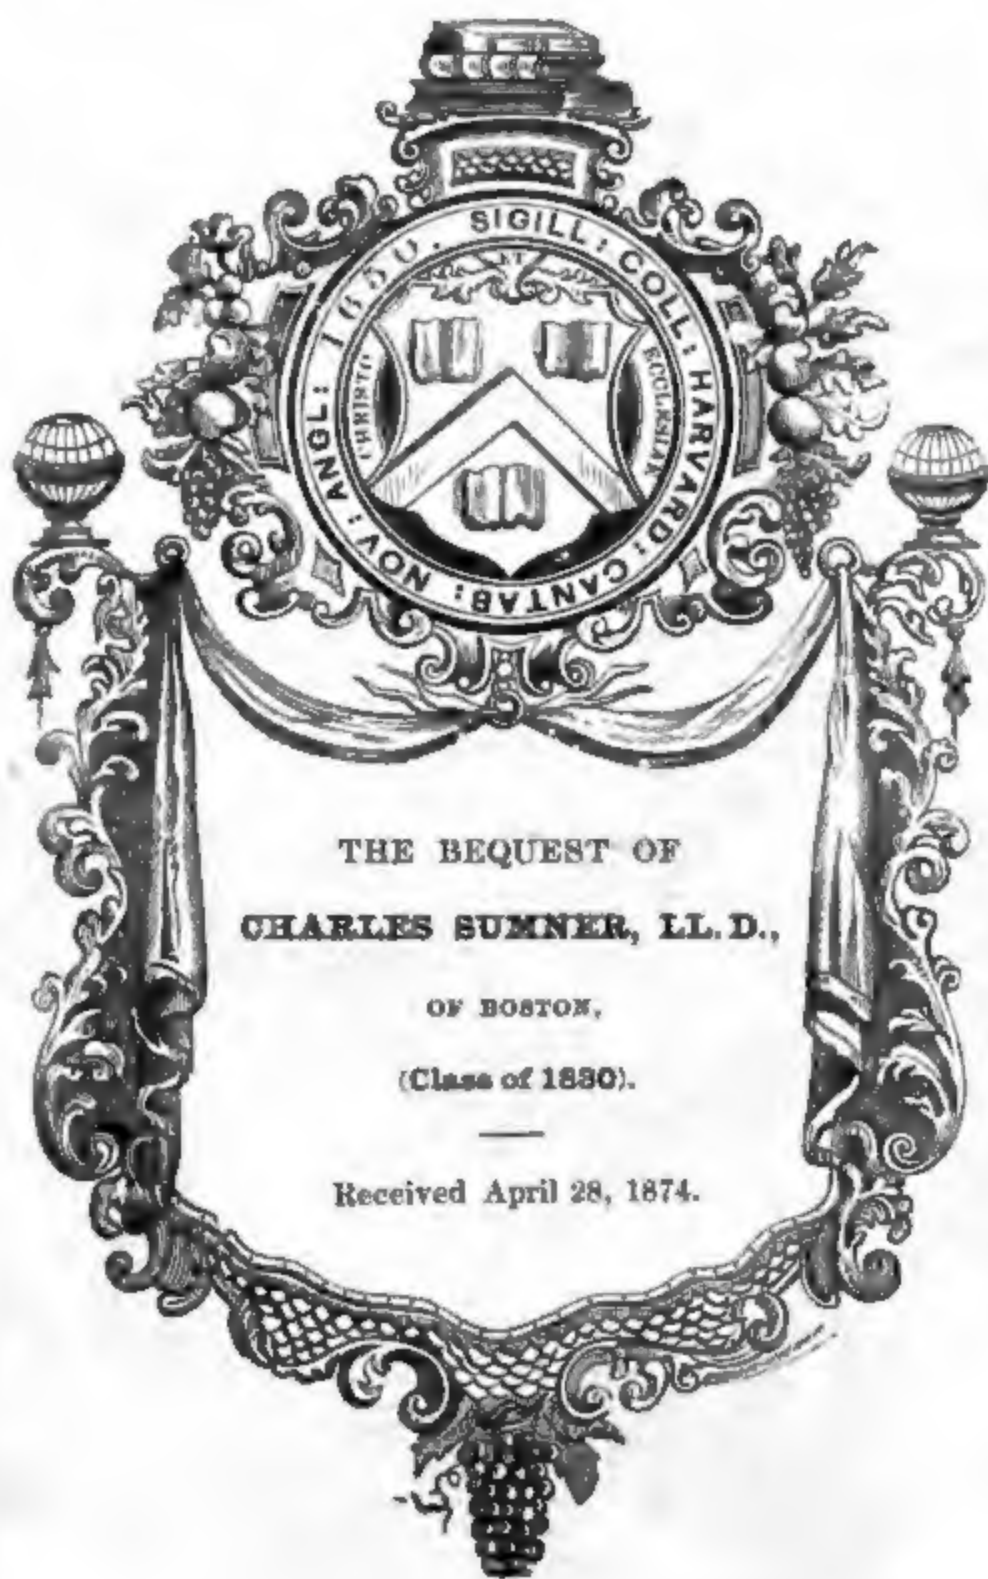 SIGILL: COLL: HARVARD: CANTAB: NOV: ANGL: 1650.
CHRISTO
ET
ECCLESIAE
THE BEQUEST OF
CHARLES SUMNER, LL.D.,
OF BOSTON,
(Class of 1830).
Received April 28, 1874.